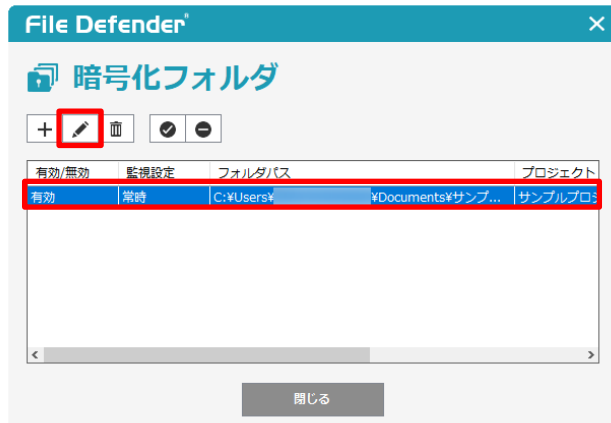 File Defender
暗号化フォルダ
有効/無効 監視設定 フォルダパス プロジェクト
有効 常時 C:¥Users¥ ¥Documents¥サンプ... サンプルプロジ
閉じる